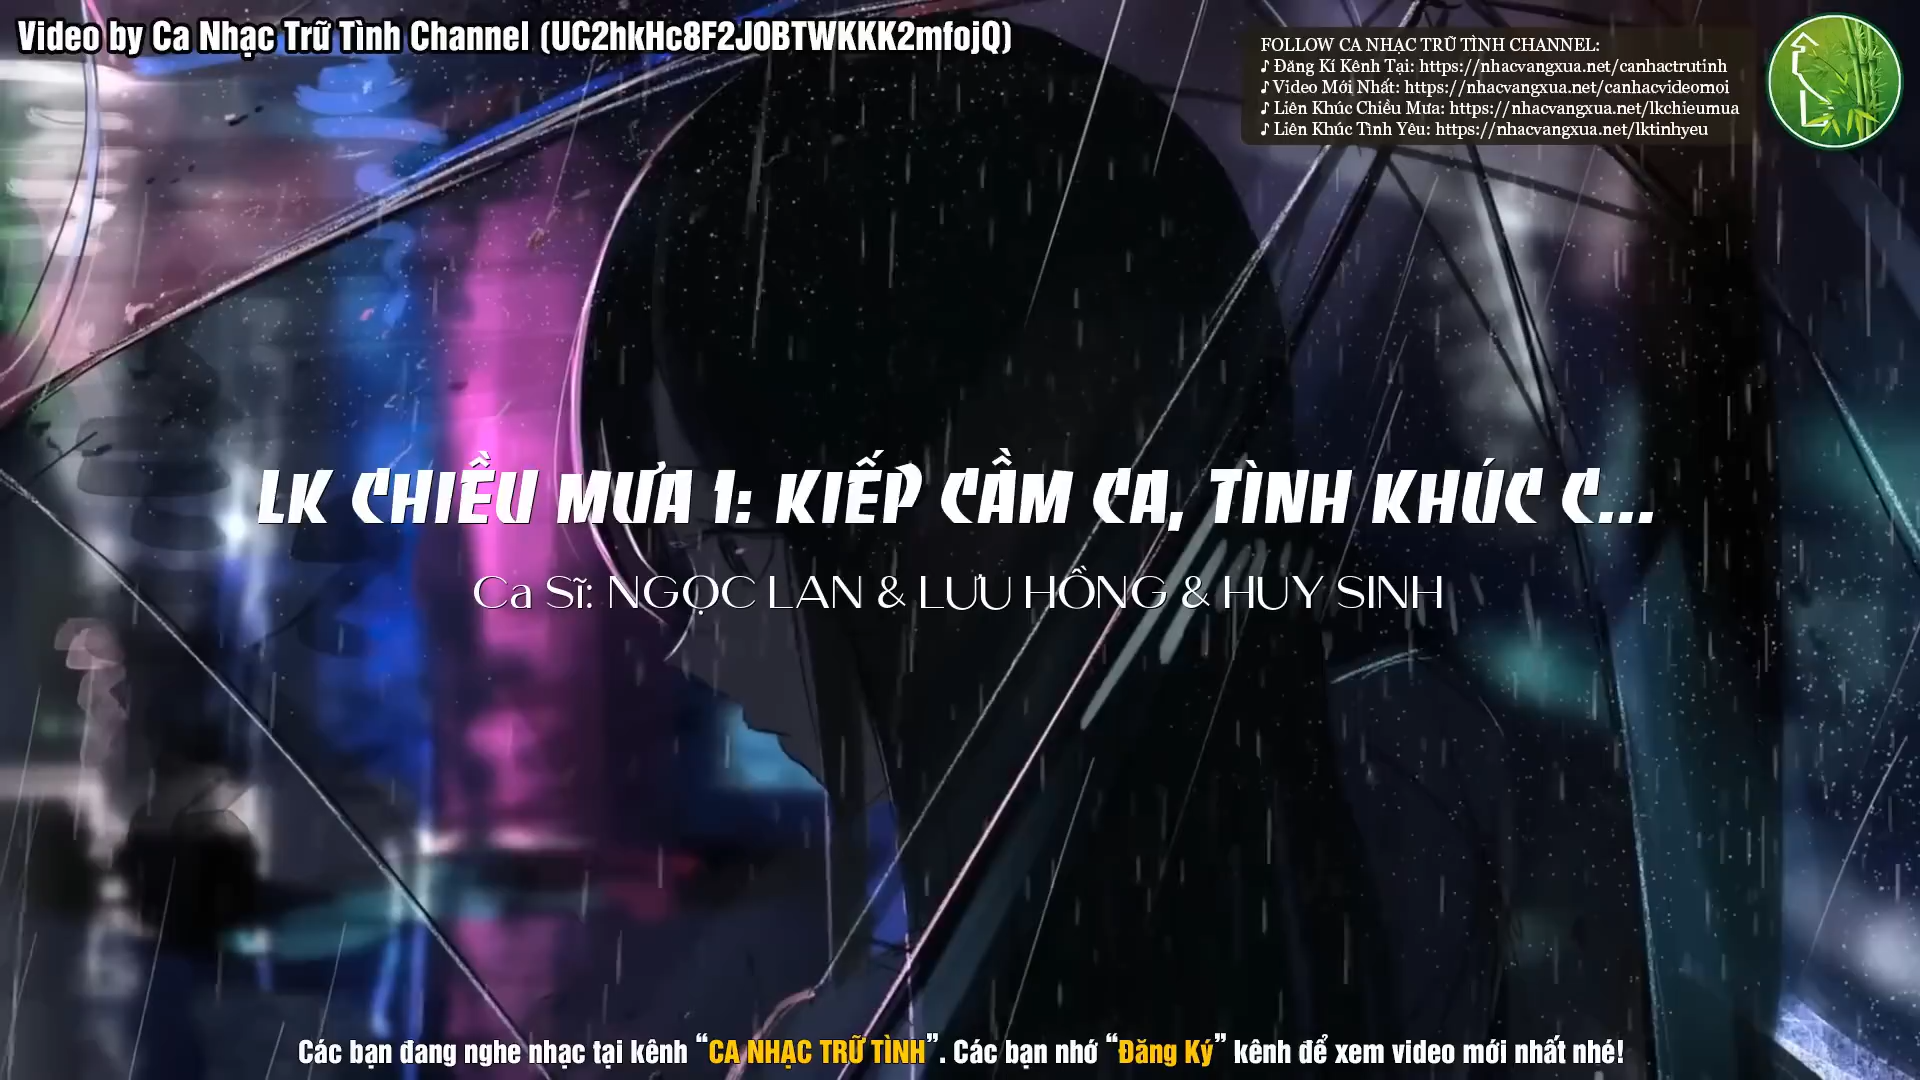 Video by Ca Nhạc Trữ Tình Channel (UC2hkHc8F2J0BTWKKK2mfojQ)
FOLLOW CA NHẠC TRỮ TÌNH CHANNEL:
♪ Đăng Kí Kênh Tại: https://nhacvangxua.net/canhactrutinh
♪ Video Mới Nhất: https://nhacvangxua.net/canhacvideomoi
♪ Liên Khúc Chiều Mưa: https://nhacvangxua.net/lkchieumua
♪ Liên Khúc Tình Yêu: https://nhacvangxua.net/lktinhyeu
LK CHIỀU MƯA 1: KIẾP CẦM CA, TÌNH KHÚC C...
Ca Sĩ: NGỌC LAN & LƯU HỒNG & HUY SINH
Các bạn đang nghe nhạc tại kênh “CA NHẠC TRỮ TÌNH”. Các bạn nhớ “Đăng Ký” kênh để xem video mới nhất nhé!